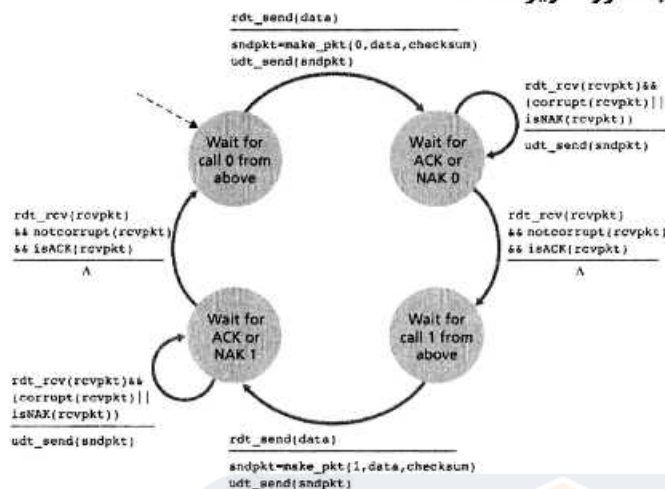 rdt_send(data)
sndpkt=make_pkt(0,data,checksum)
udt_send(sndpkt)
rdt_rcv(rcvpkt)&&
(corrupt(rcvpkt)||
isNAK(rcvpkt))
udt_send(sndpkt)
Wait for
call 0 from
above
Wait for
ACK or
NAK 0
rdt_rcv(rcvpkt)
&& notcorrupt(rcvpkt)
&& isACK(rcvpkt)
Λ
rdt_rcv(rcvpkt)
&& notcorrupt(rcvpkt)
&& isACK(rcvpkt)
Λ
Wait for
ACK or
NAK 1
Wait for
call 1 from
above
rdt_rcv(rcvpkt)&&
(corrupt(rcvpkt)||
isNAK(rcvpkt))
udt_send(sndpkt)
rdt_send(data)
sndpkt=make_pkt(1,data,checksum)
udt_send(sndpkt)